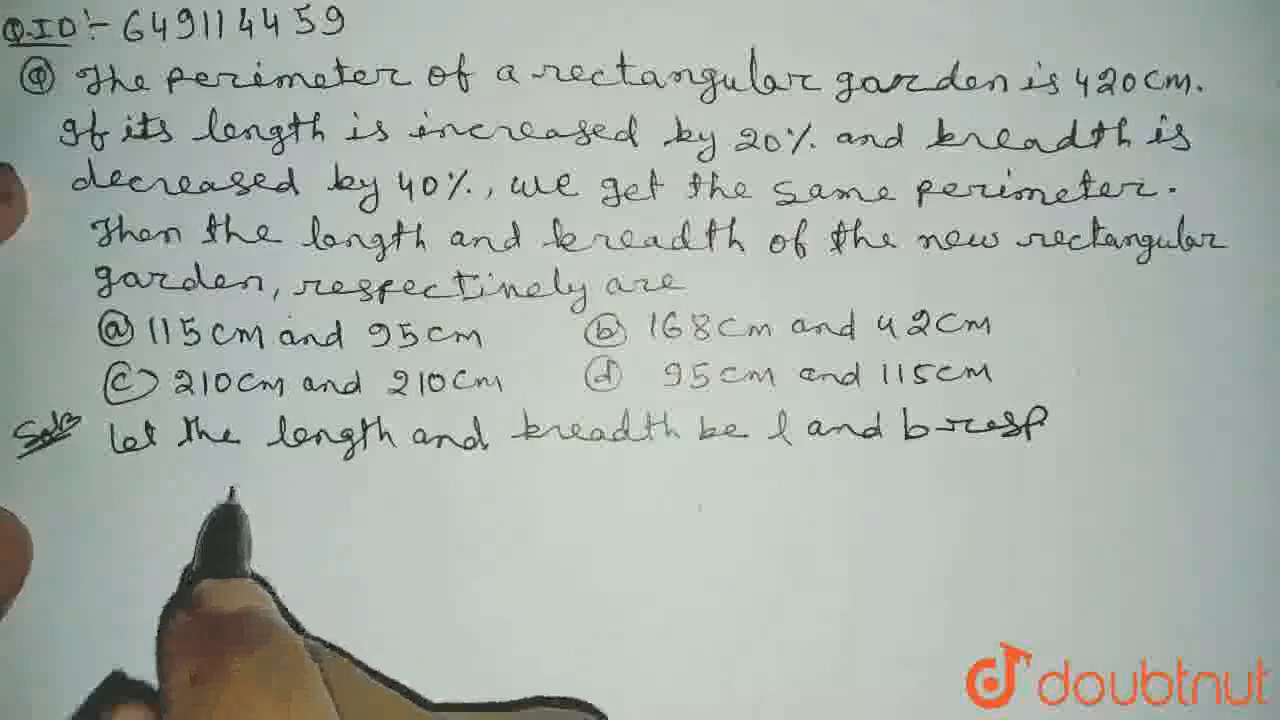 Q.ID:- 649114459
Q The perimeter of a rectangular garden is 420cm.
If its length is increased by 20% and breadth is
decreased by 40%, we get the same perimeter.
Then the length and breadth of the new rectangular
garden, respectively are
a 115cm and 95cm b 168cm and 42cm
c 210cm and 210cm d 95cm and 115cm
Soln Let the length and breadth be l and b resp
doubtnut